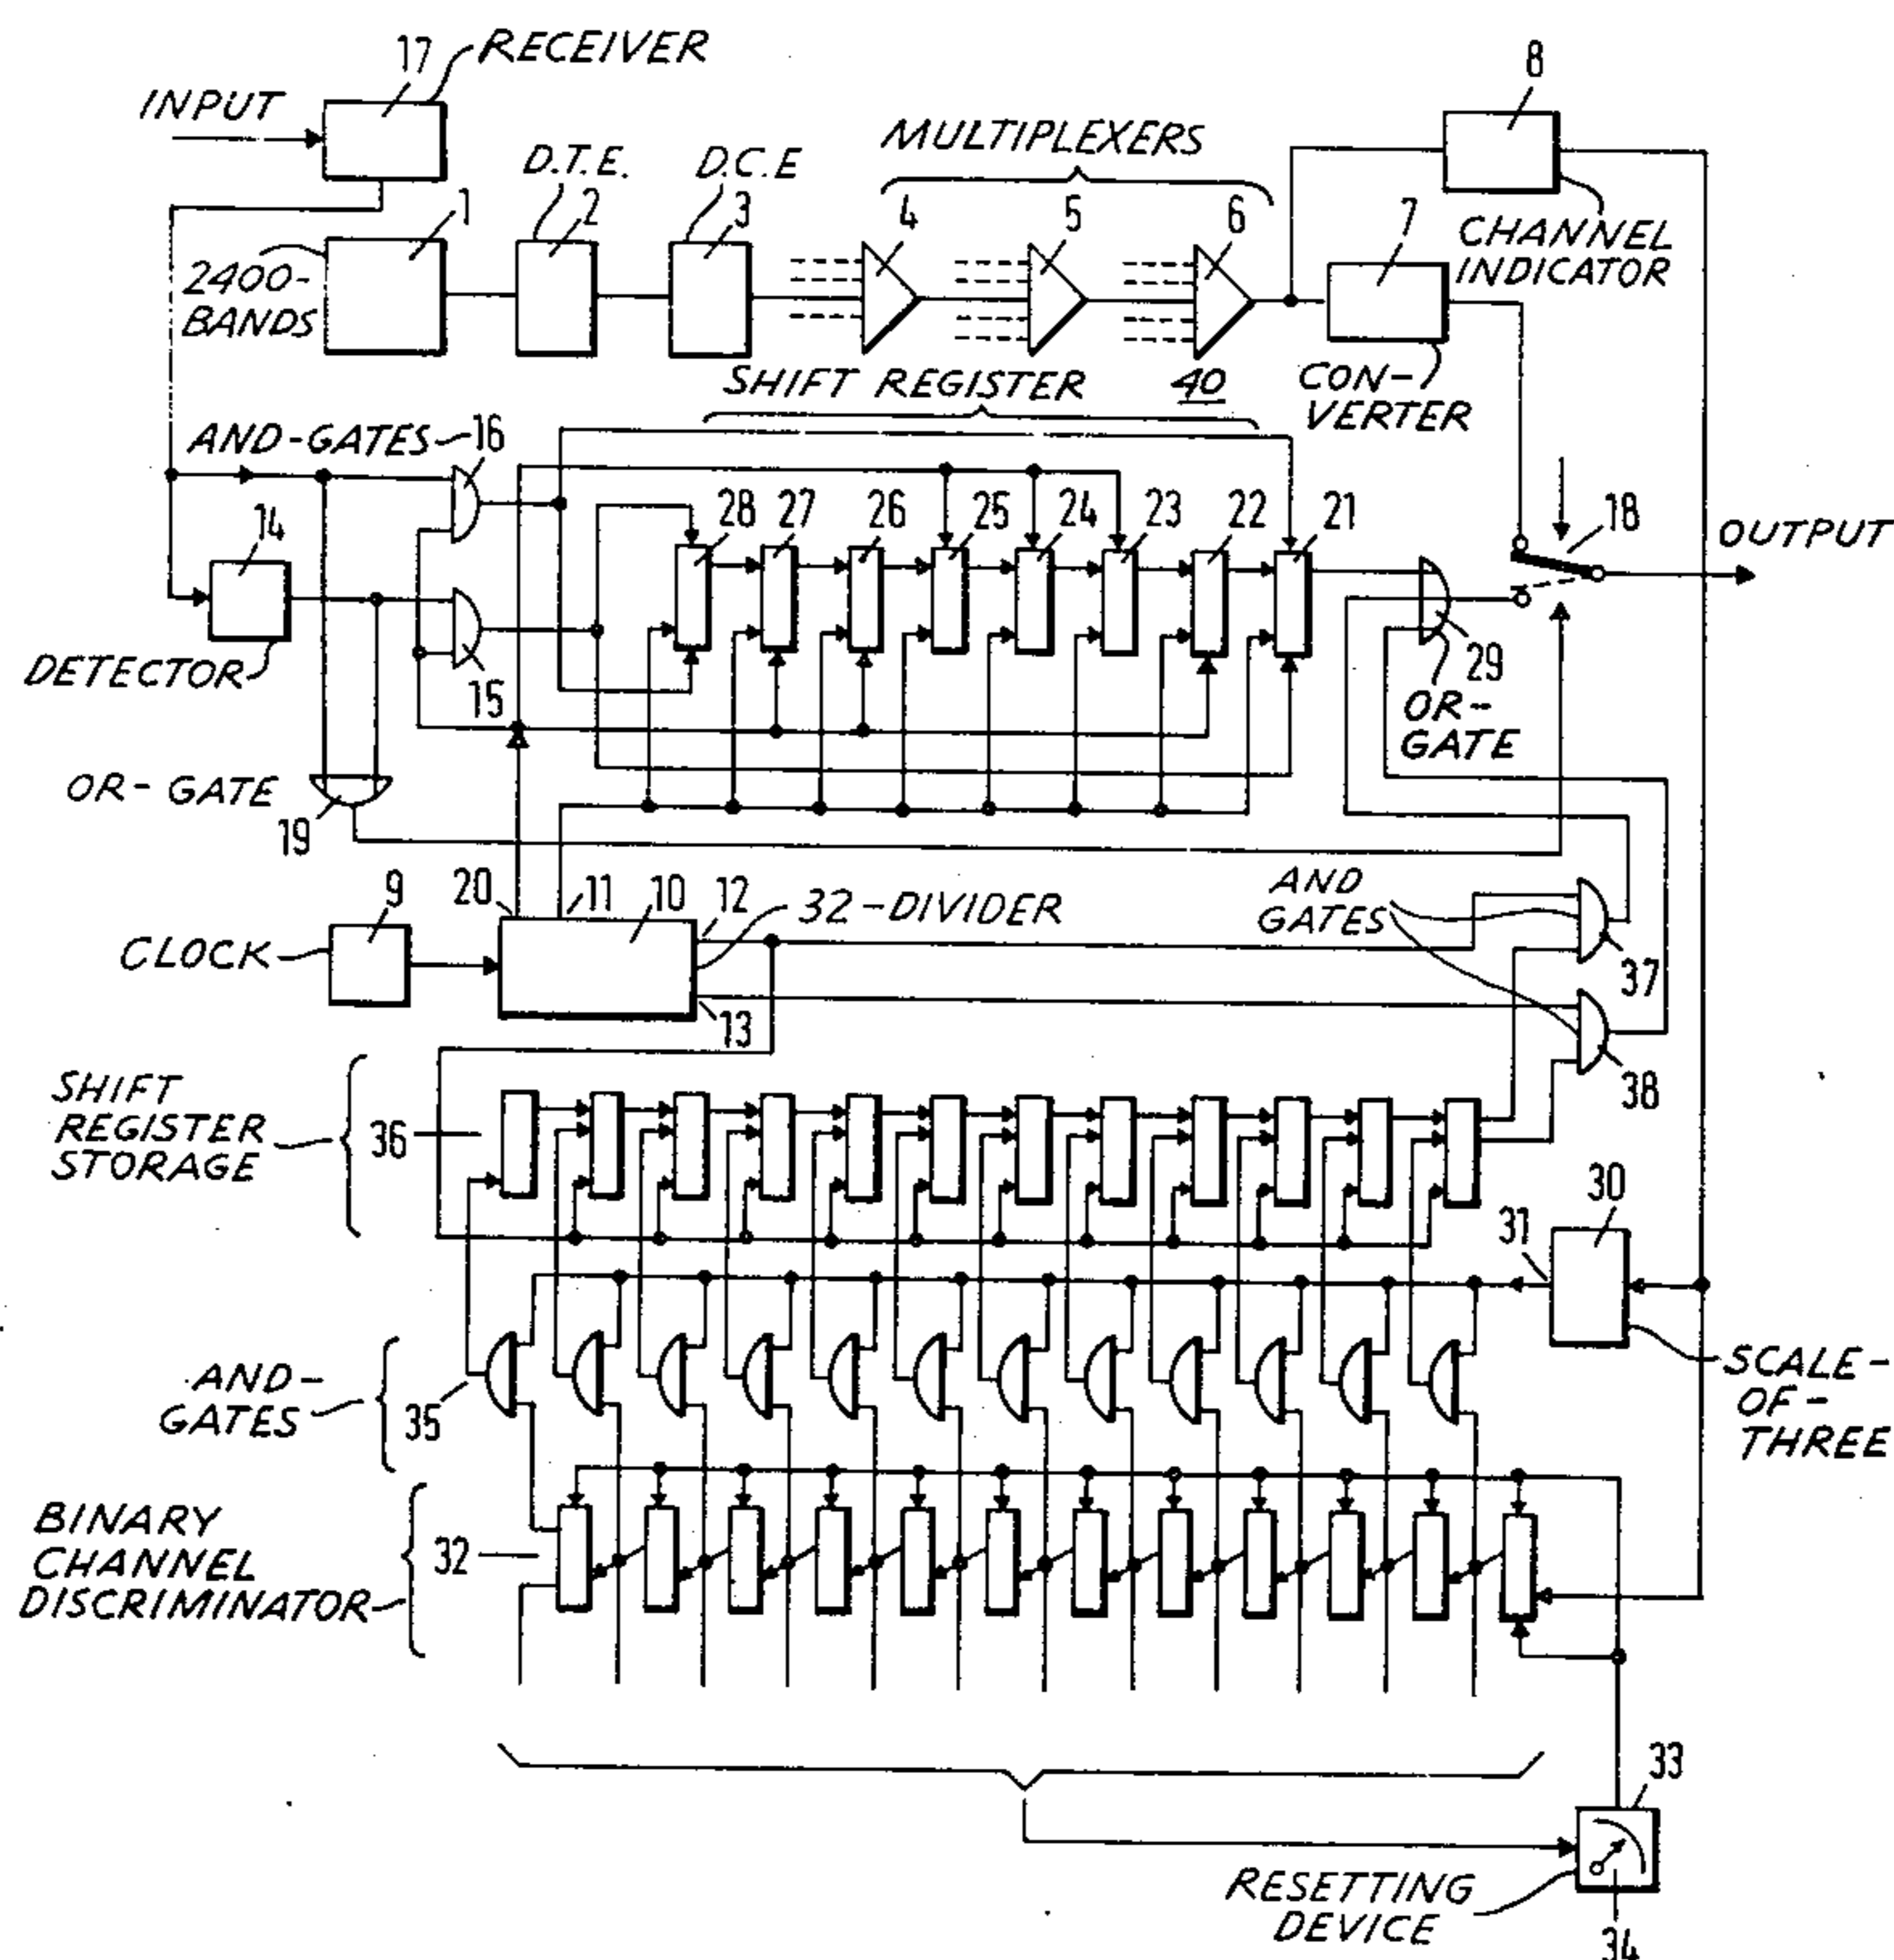 17 RECEIVER
INPUT
8
D.T.E.
D.C.E
MULTIPLEXERS
1
2
3
4
5
6
7
2400-
BANDS
CHANNEL
INDICATOR
SHIFT REGISTER
40
CON-
VERTER
AND-GATES
16
28
27
26
25
24
23
22
21
18
OUTPUT
14
DETECTOR
15
29
OR-
GATE
OR-GATE
19
9
20
11
10
12
32-DIVIDER
AND
GATES
CLOCK
13
37
38
SHIFT
REGISTER
STORAGE
36
30
31
AND-
GATES
35
SCALE-
OF-
THREE
BINARY
CHANNEL
DISCRIMINATOR
32
33
RESETTING
DEVICE
34